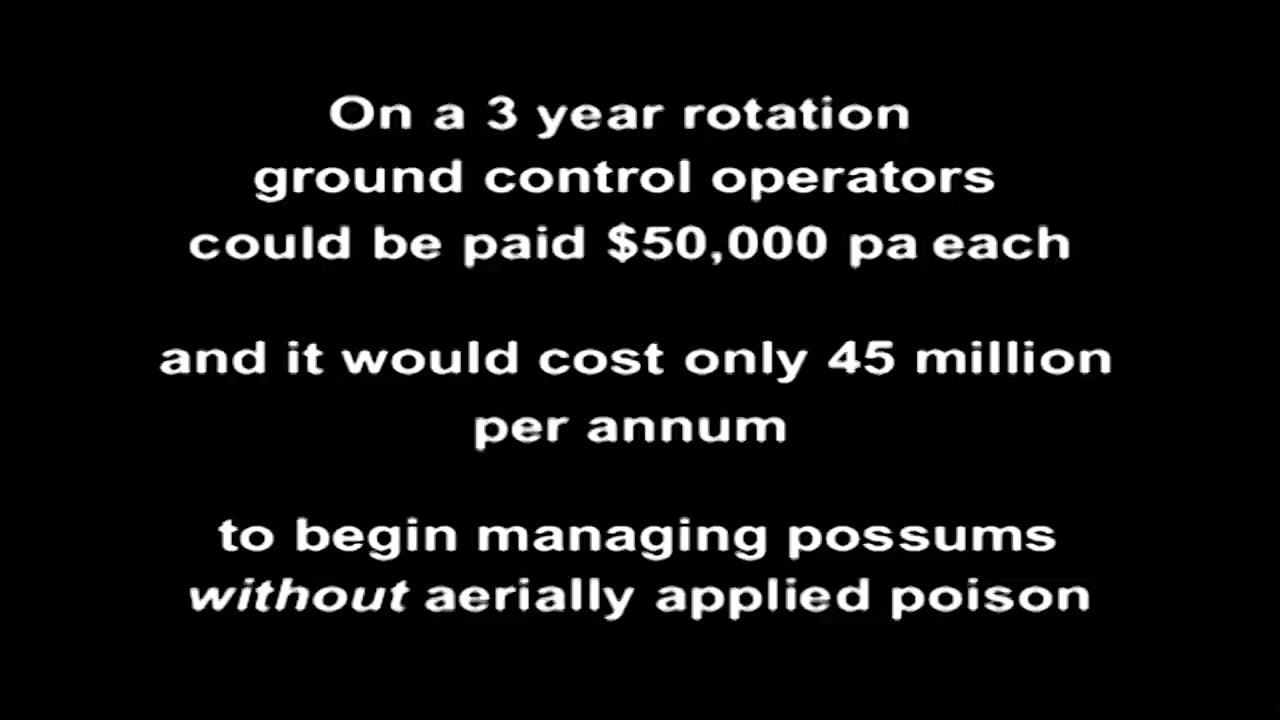 On a 3 year rotation
ground control operators
could be paid $50,000 pa each
and it would cost only 45 million
per annum
to begin managing possums
without aerially applied poison